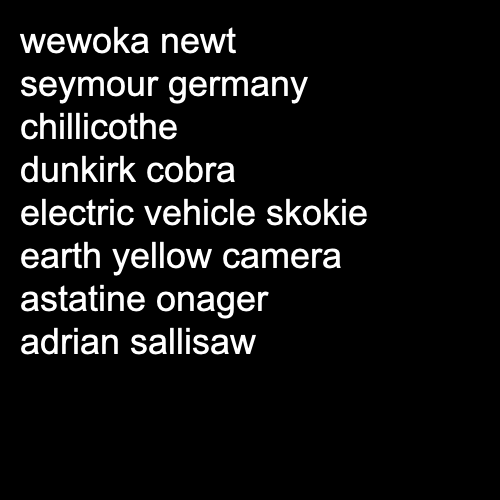 wewoka newt
seymour germany
chillicothe
dunkirk cobra
electric vehicle skokie
earth yellow camera
astatine onager
adrian sallisaw